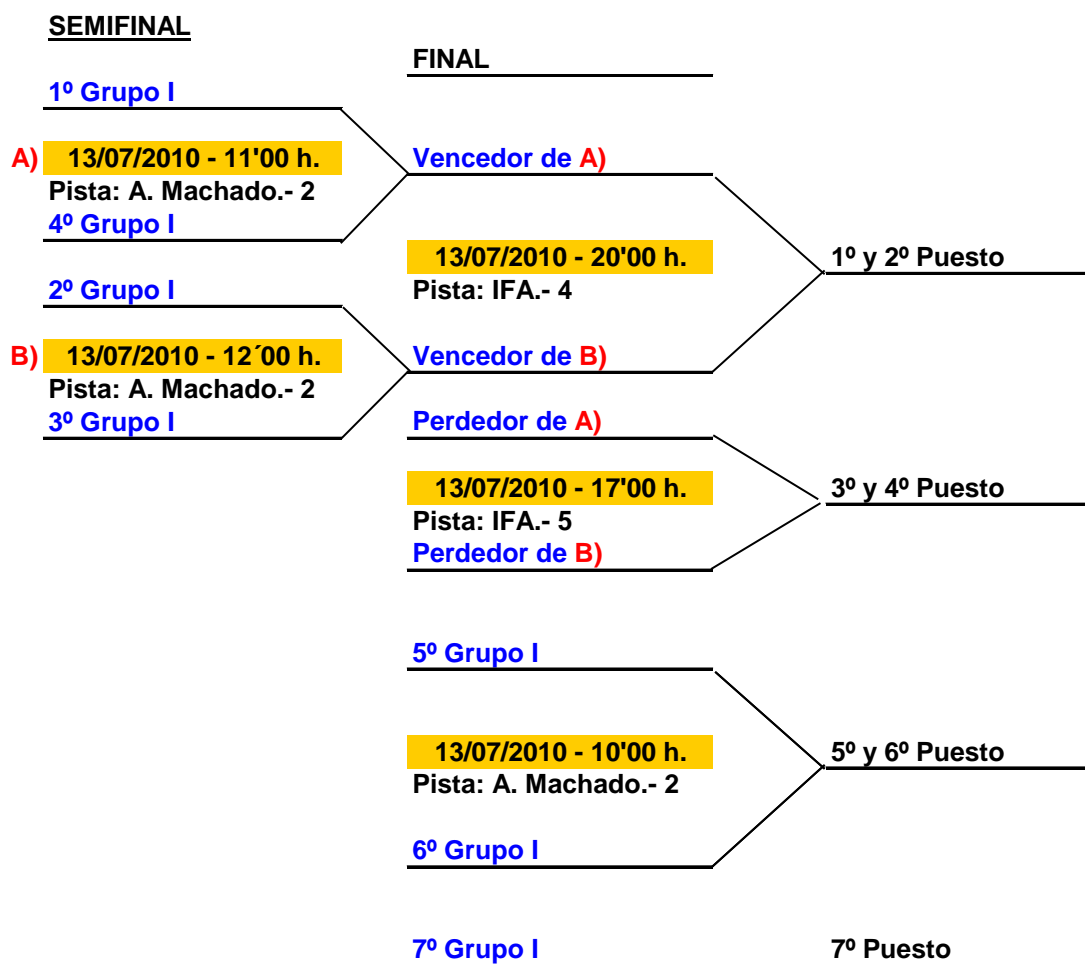 SEMIFINAL
FINAL
1º Grupo I
A) 13/07/2010 - 11'00 h.
Vencedor de A)
Pista: A. Machado.- 2
4º Grupo I
13/07/2010 - 20'00 h.
1º y 2º Puesto
2º Grupo I
Pista: IFA.- 4
B) 13/07/2010 - 12´00 h.
Vencedor de B)
Pista: A. Machado.- 2
3º Grupo I
Perdedor de A)
13/07/2010 - 17'00 h.
3º y 4º Puesto
Pista: IFA.- 5
Perdedor de B)
5º Grupo I
13/07/2010 - 10'00 h.
5º y 6º Puesto
Pista: A. Machado.- 2
6º Grupo I
7º Grupo I
7º Puesto